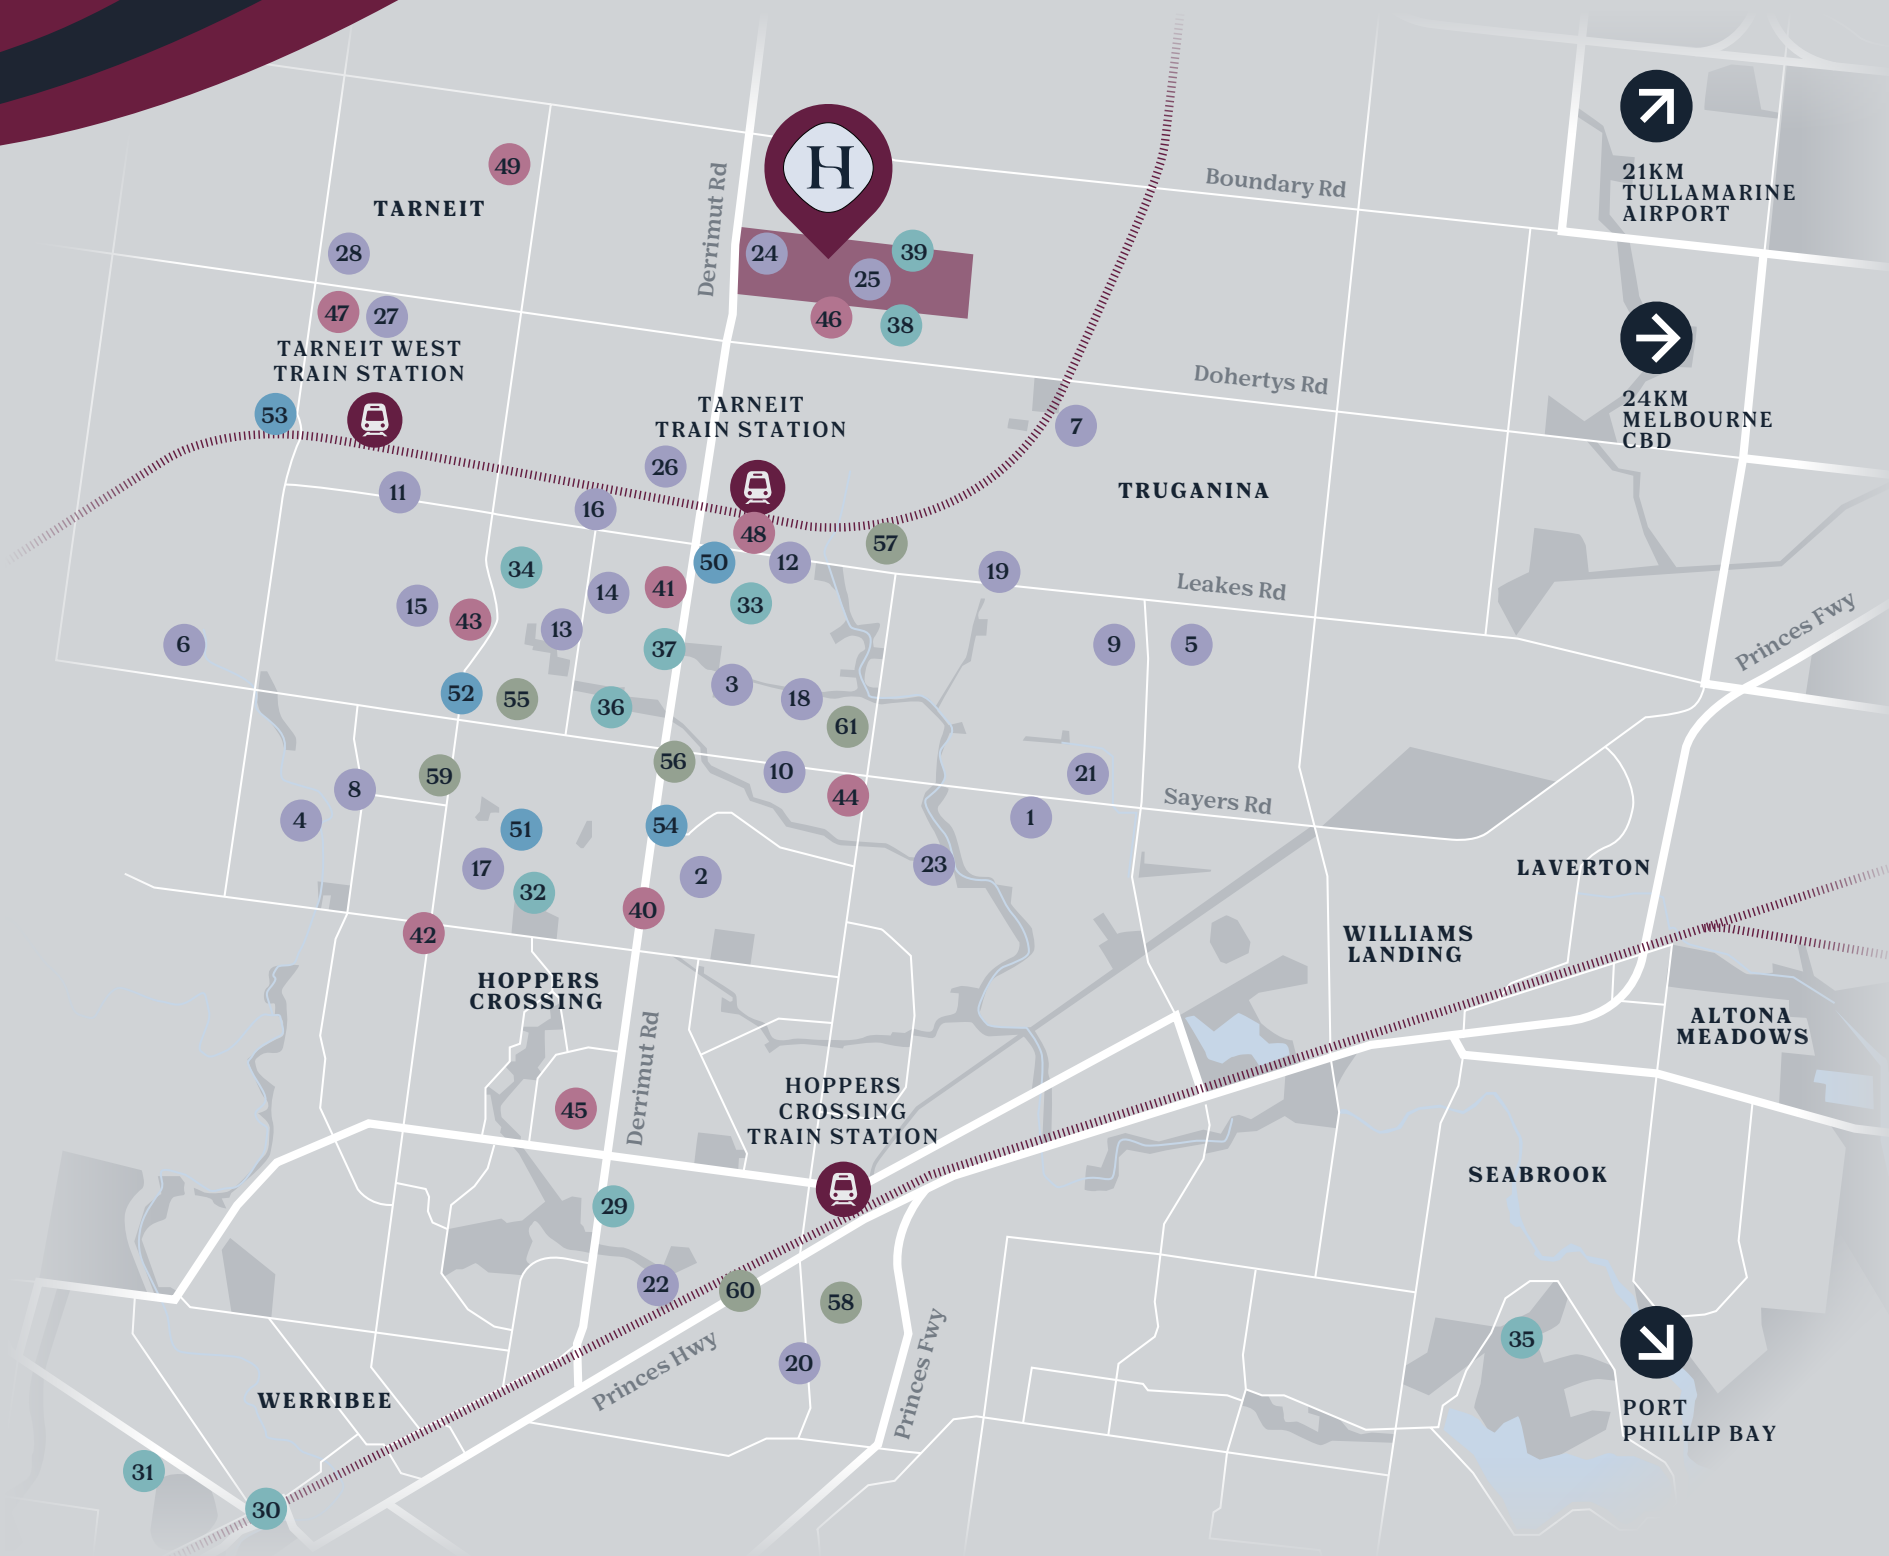 H
49
TARNEIT
Derrimut Rd
Boundary Rd
21KM
TULLAMARINE
AIRPORT
28
24
39
25
47
27
46
38
TARNEIT WEST
TRAIN STATION
Dohertys Rd
24KM
MELBOURNE
CBD
53
TARNEIT
TRAIN STATION
7
26
11
TRUGANINA
16
48
57
50
12
34
19
14
41
Leakes Rd
15
33
43
13
6
37
9
5
Princes Fwy
3
52
55
18
36
61
56
59
10
21
8
44
Sayers Rd
4
1
51
54
17
23
2
LAVERTON
32
40
42
WILLIAMS
LANDING
HOPPERS
CROSSING
Derrimut Rd
ALTONA
MEADOWS
45
HOPPERS
CROSSING
TRAIN STATION
SEABROOK
29
22
60
58
35
Princes Hwy
20
Princes Fwy
WERRIBEE
PORT
PHILLIP BAY
31
30